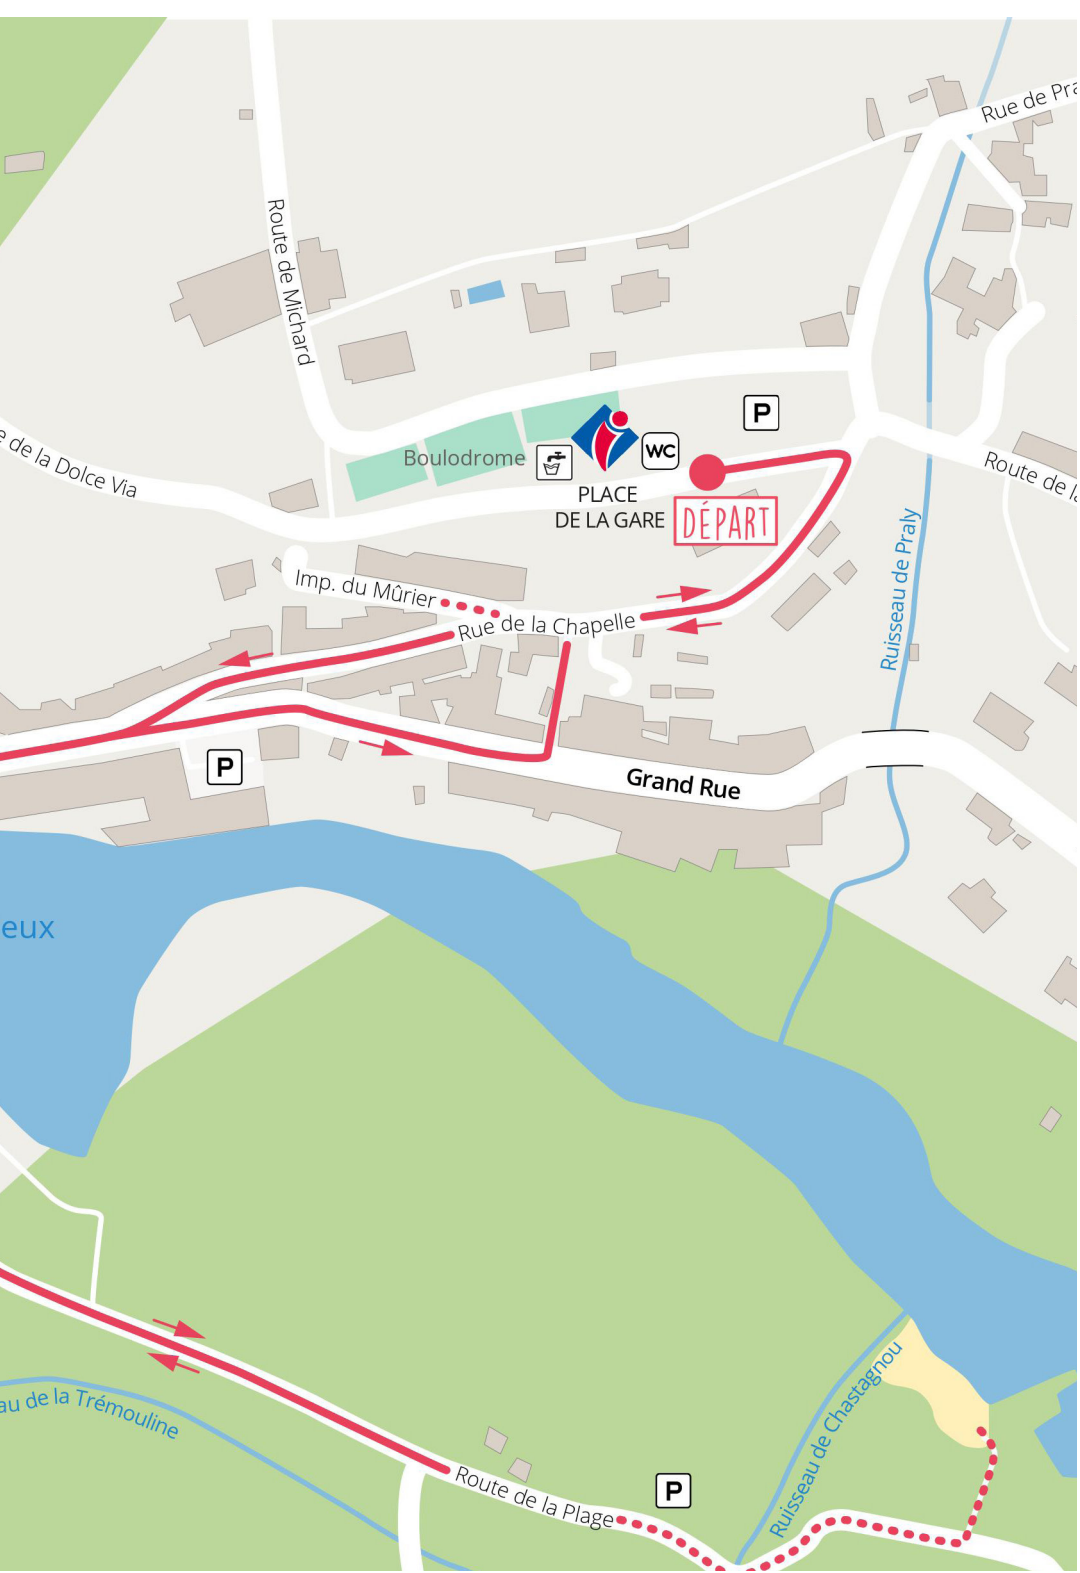 Rue de Pra
Route de Michard
P
e de la Dolce Via
Boulodrome
WC
Route de la
PLACE
DE LA GARE
DÉPART
Ruisseau de Praly
Imp. du Mûrier
Rue de la Chapelle
P
Grand Rue
eux
Ruisseau de Chastagnou
au de la Trémouline
Route de la Plage
P